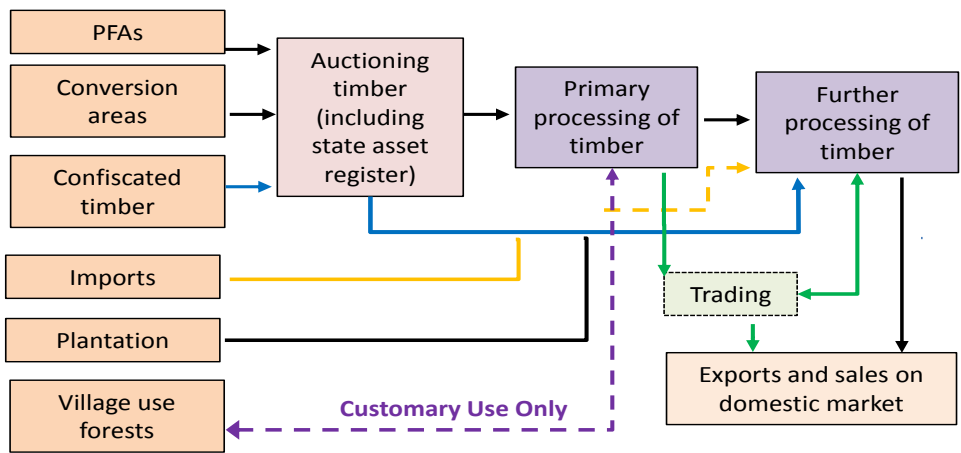 PFAs
Conversion
areas
Confiscated
timber
Imports
Plantation
Village use
forests
Auctioning
timber
(including
state asset
register)
Primary
processing of
timber
Further
processing of
timber
Trading
Customary Use Only
Exports and sales on
domestic market